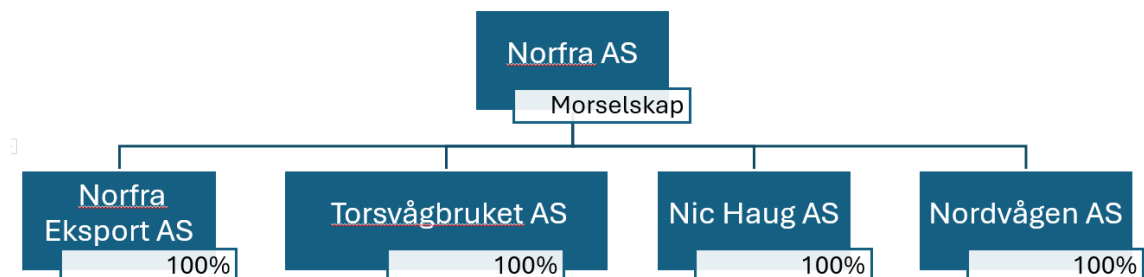 Norfra AS
Morselskap
Norfra
Eksport AS
100%
Torsvågbruket AS
100%
Nic Haug AS
100%
Nordvågen AS
100%